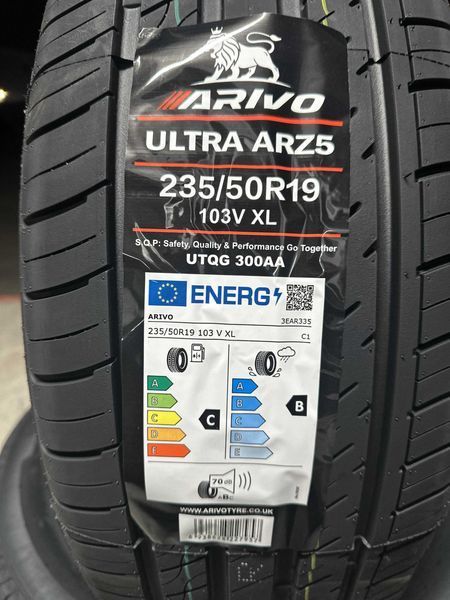 ARIVO
ULTRA ARZ5
235/50R19
103V XL
S.Q.P: Safety, Quality & Performance Go Together
UTQG 300AA
ENERG
ARIVO 3EAR335
235/50R19 103 V XL C1
A A
B B
C C C B
D D
E E
70 dB
ABC
WWW.ARIVOTYRE.CO.UK